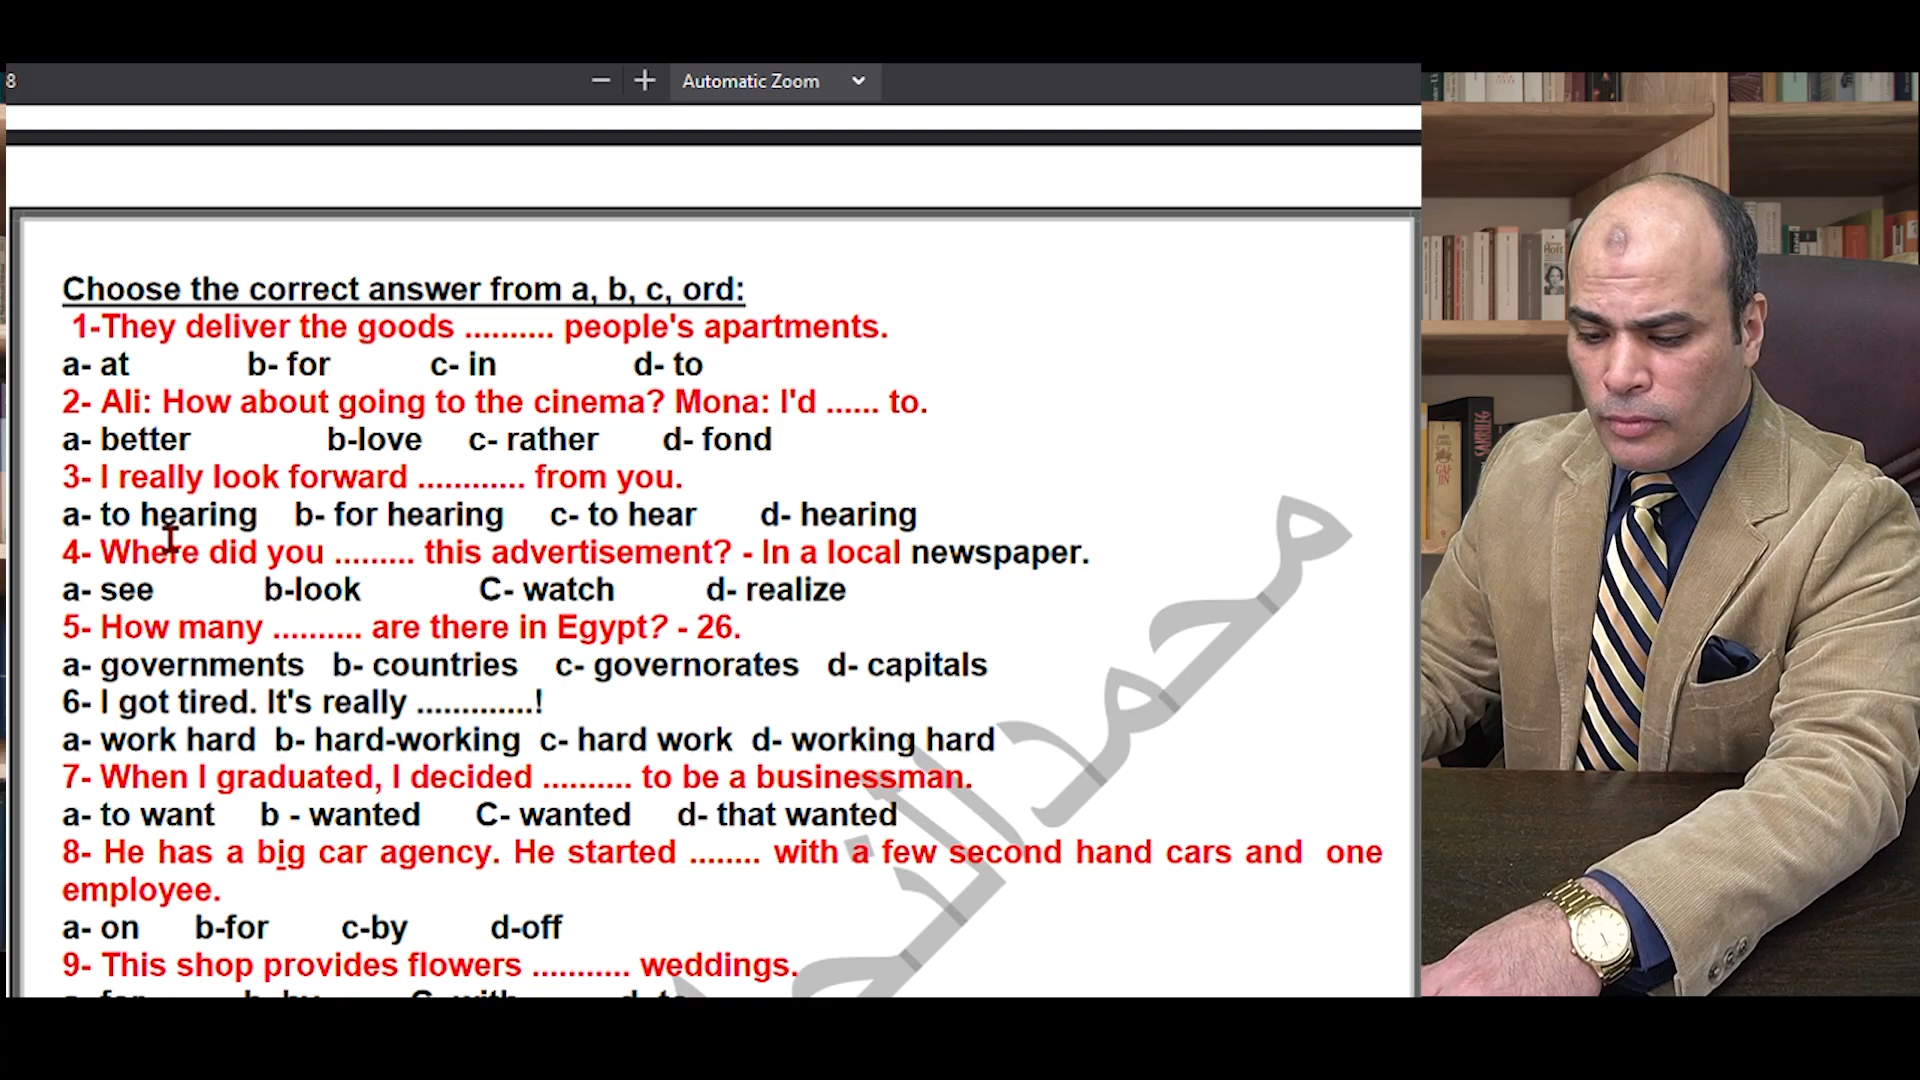 8
Automatic Zoom
Choose the correct answer from a, b, c, ord:
1-They deliver the goods .......... people's apartments.
a- at b- for c- in d- to
2- Ali: How about going to the cinema? Mona: I'd ...... to.
a- better b-love c- rather d- fond
3- I really look forward ............ from you.
a- to hearing b- for hearing c- to hear d- hearing
4- Where did you ......... this advertisement? - In a local newspaper.
a- see b-look C- watch d- realize
5- How many .......... are there in Egypt? - 26.
a- governments b- countries c- governorates d- capitals
6- I got tired. It's really .............!
a- work hard b- hard-working c- hard work d- working hard
7- When I graduated, I decided .......... to be a businessman.
a- to want b - wanted C- wanted d- that wanted
8- He has a big car agency. He started ........ with a few second hand cars and one
employee.
a- on b-for c-by d-off
9- This shop provides flowers ........... weddings.
محمد